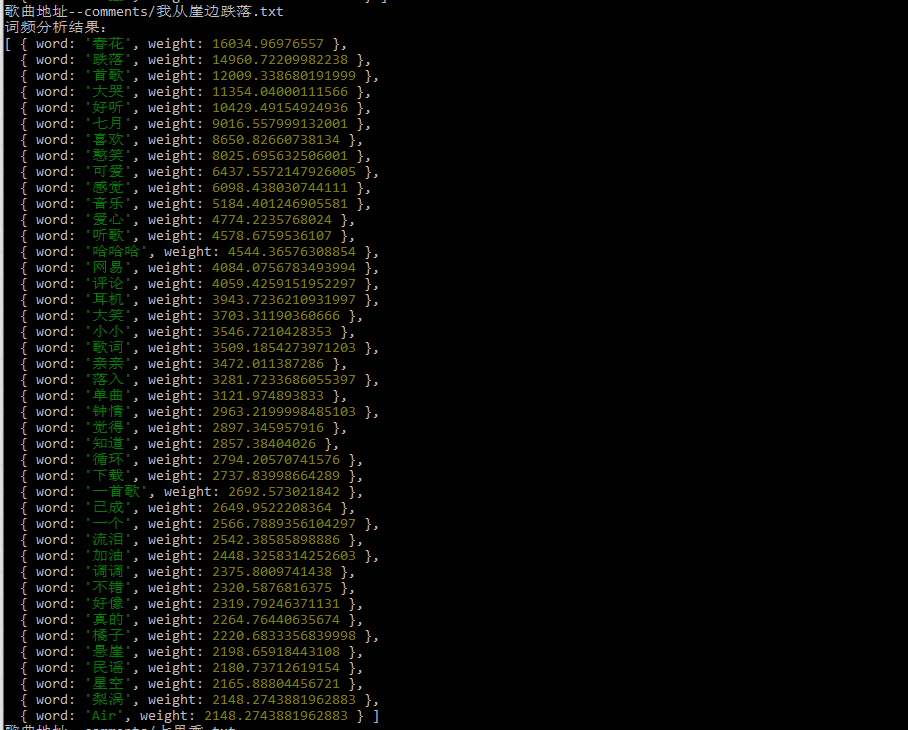 歌曲地址--comments/我从崖边跌落.txt
词频分析结果:
[ { word: '春花', weight: 16034.96976557 },
{ word: '跌落', weight: 14960.72209982238 },
{ word: '首歌', weight: 12009.338680191999 },
{ word: '大哭', weight: 11354.04000111566 },
{ word: '好听', weight: 10429.49154924936 },
{ word: '七月', weight: 9016.557999132001 },
{ word: '喜欢', weight: 8650.82660738134 },
{ word: '憨笑', weight: 8025.695632506001 },
{ word: '可爱', weight: 6437.5572147926005 },
{ word: '感觉', weight: 6098.438030744111 },
{ word: '音乐', weight: 5184.401246905581 },
{ word: '爱心', weight: 4774.2235768024 },
{ word: '听歌', weight: 4578.6759536107 },
{ word: '哈哈哈', weight: 4544.36576308854 },
{ word: '网易', weight: 4084.0756783493994 },
{ word: '评论', weight: 4059.4259151952297 },
{ word: '耳机', weight: 3943.7236210931997 },
{ word: '大笑', weight: 3703.31190360666 },
{ word: '小小', weight: 3546.7210428353 },
{ word: '歌词', weight: 3509.1854273971203 },
{ word: '亲亲', weight: 3472.011387286 },
{ word: '落入', weight: 3281.7233686055397 },
{ word: '单曲', weight: 3121.974893833 },
{ word: '钟情', weight: 2963.2199998485103 },
{ word: '觉得', weight: 2897.345957916 },
{ word: '知道', weight: 2857.38404026 },
{ word: '循环', weight: 2794.20570741576 },
{ word: '下载', weight: 2737.83998664289 },
{ word: '一首歌', weight: 2692.573021842 },
{ word: '己成', weight: 2649.9522208364 },
{ word: '一个', weight: 2566.7889356104297 },
{ word: '流泪', weight: 2542.38585898886 },
{ word: '加油', weight: 2448.3258314252603 },
{ word: '调调', weight: 2375.8009741438 },
{ word: '不错', weight: 2320.5876816375 },
{ word: '好像', weight: 2319.79246371131 },
{ word: '真的', weight: 2264.76440635674 },
{ word: '橘子', weight: 2220.6833356839998 },
{ word: '悬崖', weight: 2198.65918443108 },
{ word: '民谣', weight: 2180.73712619154 },
{ word: '星空', weight: 2165.88804456721 },
{ word: '梨涡', weight: 2148.2743881962883 },
{ word: 'Air', weight: 2148.2743881962883 } ]